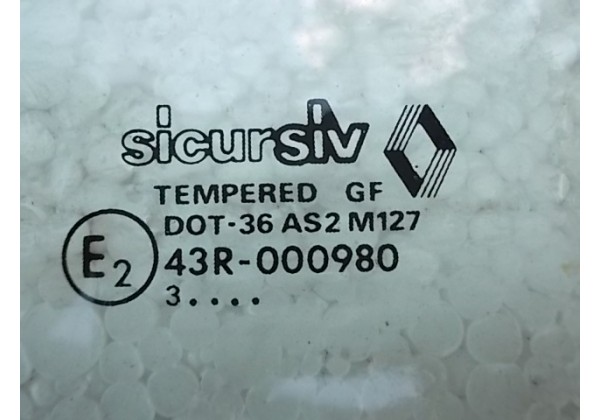 sicursiv
TEMPERED GF
DOT-36 AS2 M127
E2 43R-000980
3....